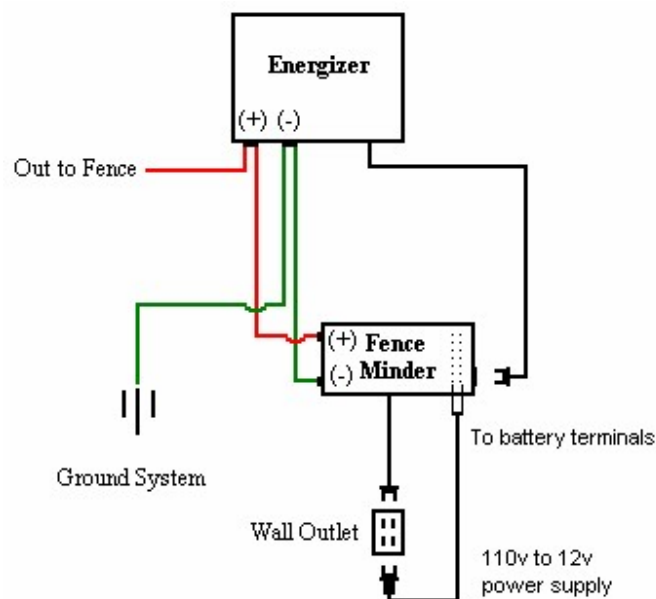 Energizer
(+) (-)
Out to Fence
(+) Fence
(-) Minder
To battery terminals
Ground System
Wall Outlet
110v to 12v
power supply